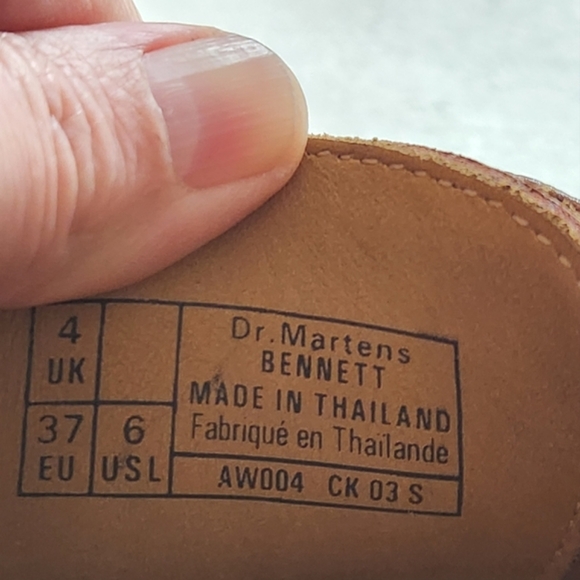 4
UK
37
EU
6
USL
Dr.Martens
BENNETT
MADE IN THAILAND
Fabriqué en Thaïlande
AW004 CK 03 S